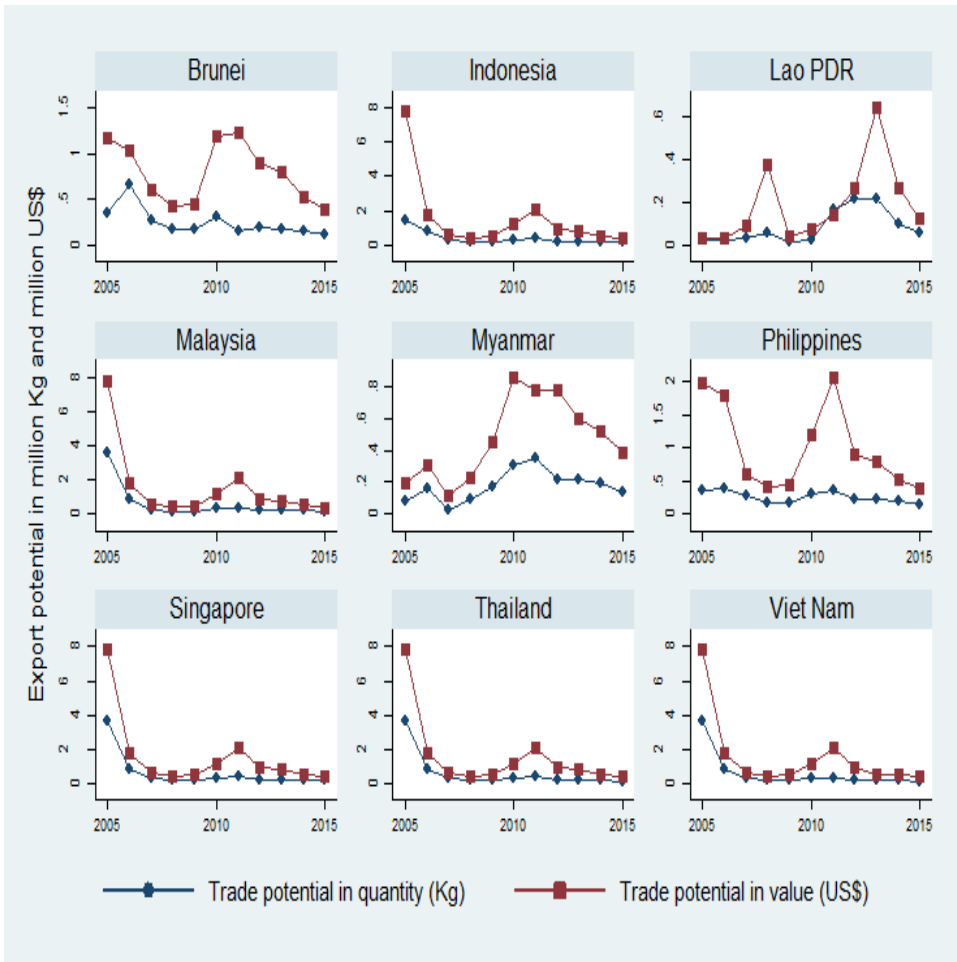 Export potential in million Kg and million US$
Brunei
1.5
1
.5
0
2005 2010 2015
Indonesia
8
6
4
2
0
2005 2010 2015
Lao PDR
.6
.4
.2
0
2005 2010 2015
Malaysia
8
6
4
2
0
2005 2010 2015
Myanmar
.8
.6
.4
.2
0
2005 2010 2015
Philippines
2
1.5
1
.5
0
2005 2010 2015
Singapore
8
6
4
2
0
2005 2010 2015
Thailand
8
6
4
2
0
2005 2010 2015
Viet Nam
8
6
4
2
0
2005 2010 2015
Trade potential in quantity (Kg) Trade potential in value (US$)